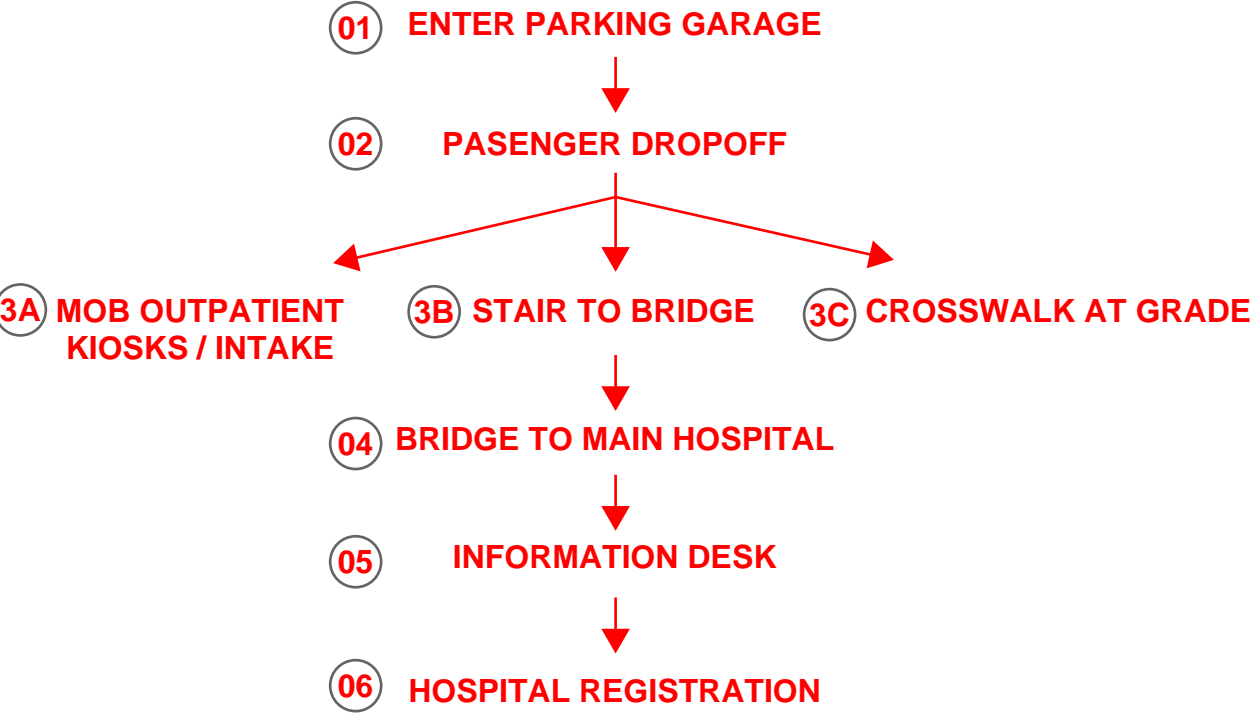 01 ENTER PARKING GARAGE
02 PASENGER DROPOFF
3A MOB OUTPATIENT
KIOSKS / INTAKE
3B STAIR TO BRIDGE
3C CROSSWALK AT GRADE
04 BRIDGE TO MAIN HOSPITAL
05 INFORMATION DESK
06 HOSPITAL REGISTRATION